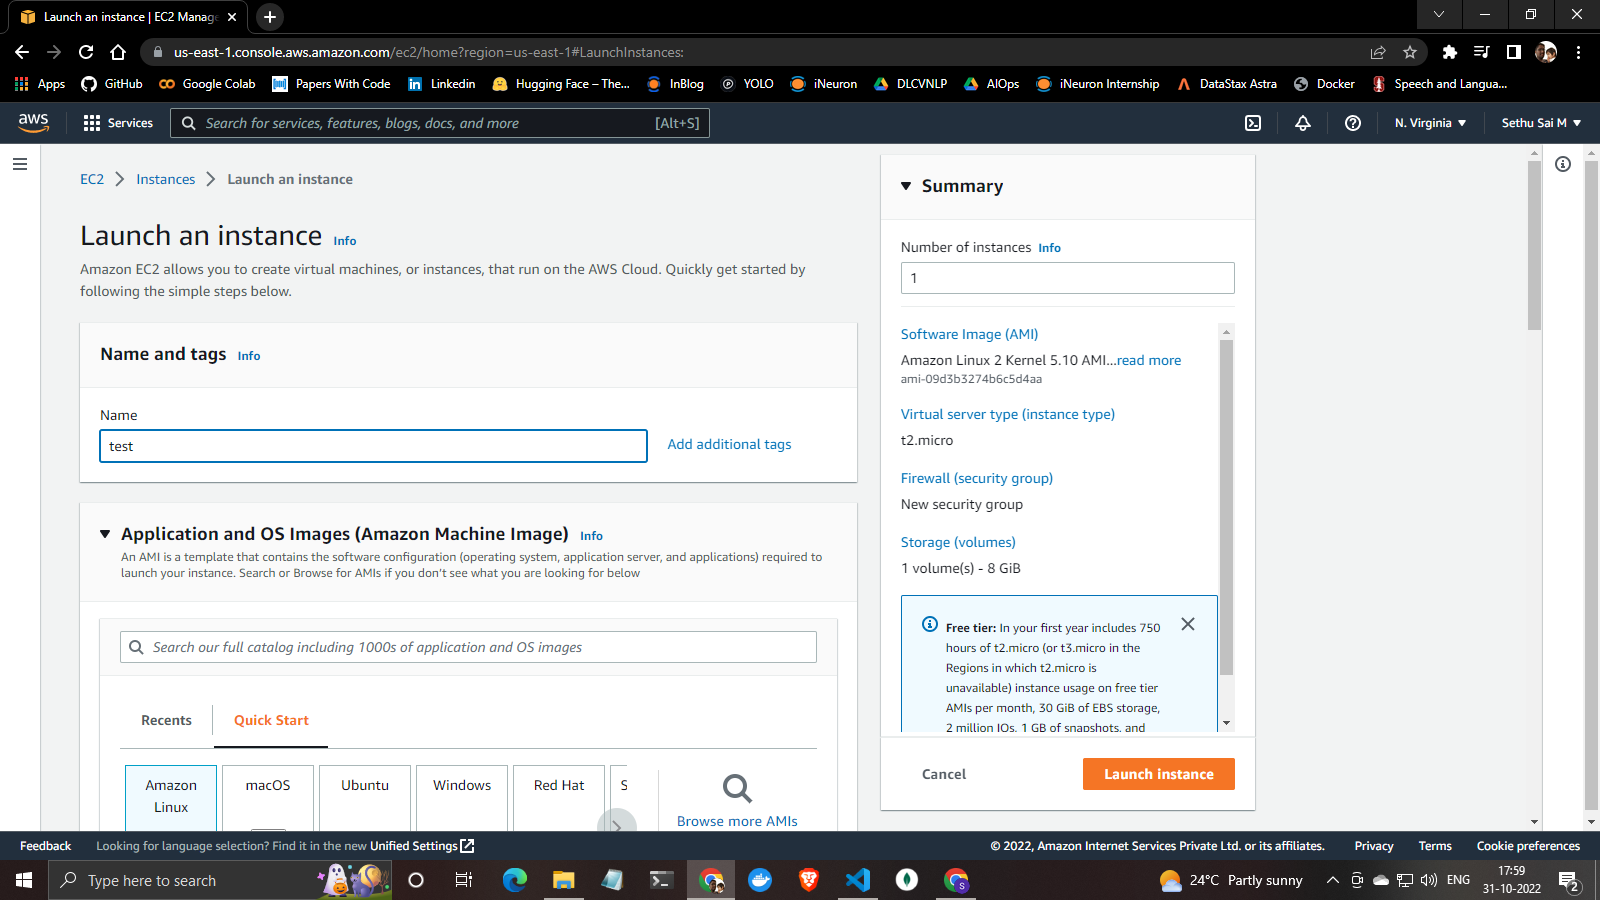 Launch an instance | EC2 Manage
us-east-1.console.aws.amazon.com/ec2/home?region=us-east-1#LaunchInstances:
Apps GitHub Google Colab Papers With Code Linkedin Hugging Face – The... InBlog YOLO iNeuron DLCVNLP AIOps iNeuron Internship DataStax Astra Docker Speech and Langua...
aws Services Search for services, features, blogs, docs, and more [Alt+S] N. Virginia Sethu Sai M
EC2 Instances Launch an instance
Launch an instance Info
Amazon EC2 allows you to create virtual machines, or instances, that run on the AWS Cloud. Quickly get started by
following the simple steps below.
Name and tags Info
Name
test Add additional tags
Application and OS Images (Amazon Machine Image) Info
An AMI is a template that contains the software configuration (operating system, application server, and applications) required to
launch your instance. Search or Browse for AMIs if you don't see what you are looking for below
Search our full catalog including 1000s of application and OS images
Recents Quick Start
Amazon
Linux
macOS
Ubuntu
Windows
Red Hat
S
Browse more AMIs
Summary
Number of instances Info
1
Software Image (AMI)
Amazon Linux 2 Kernel 5.10 AMI...read more
ami-09d3b3274b6c5d4aa
Virtual server type (instance type)
t2.micro
Firewall (security group)
New security group
Storage (volumes)
1 volume(s) - 8 GiB
Free tier: In your first year includes 750
hours of t2.micro (or t3.micro in the
Regions in which t2.micro is
unavailable) instance usage on free tier
AMIs per month, 30 GiB of EBS storage,
2 million IOs, 1 GB of snapshots, and
Cancel Launch instance
Feedback Looking for language selection? Find it in the new Unified Settings © 2022, Amazon Internet Services Private Ltd. or its affiliates. Privacy Terms Cookie preferences
Type here to search S 24°C Partly sunny ENG 17:59
31-10-2022 2